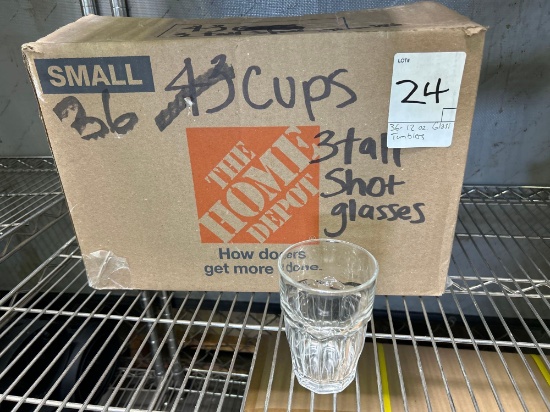 SMALL
36 43 Cups
LOT#
24
36-12 oz Glass
Tumblers
THE
HOME
DEPOT
3 tall
Shot
glasses
How doers
get more done.